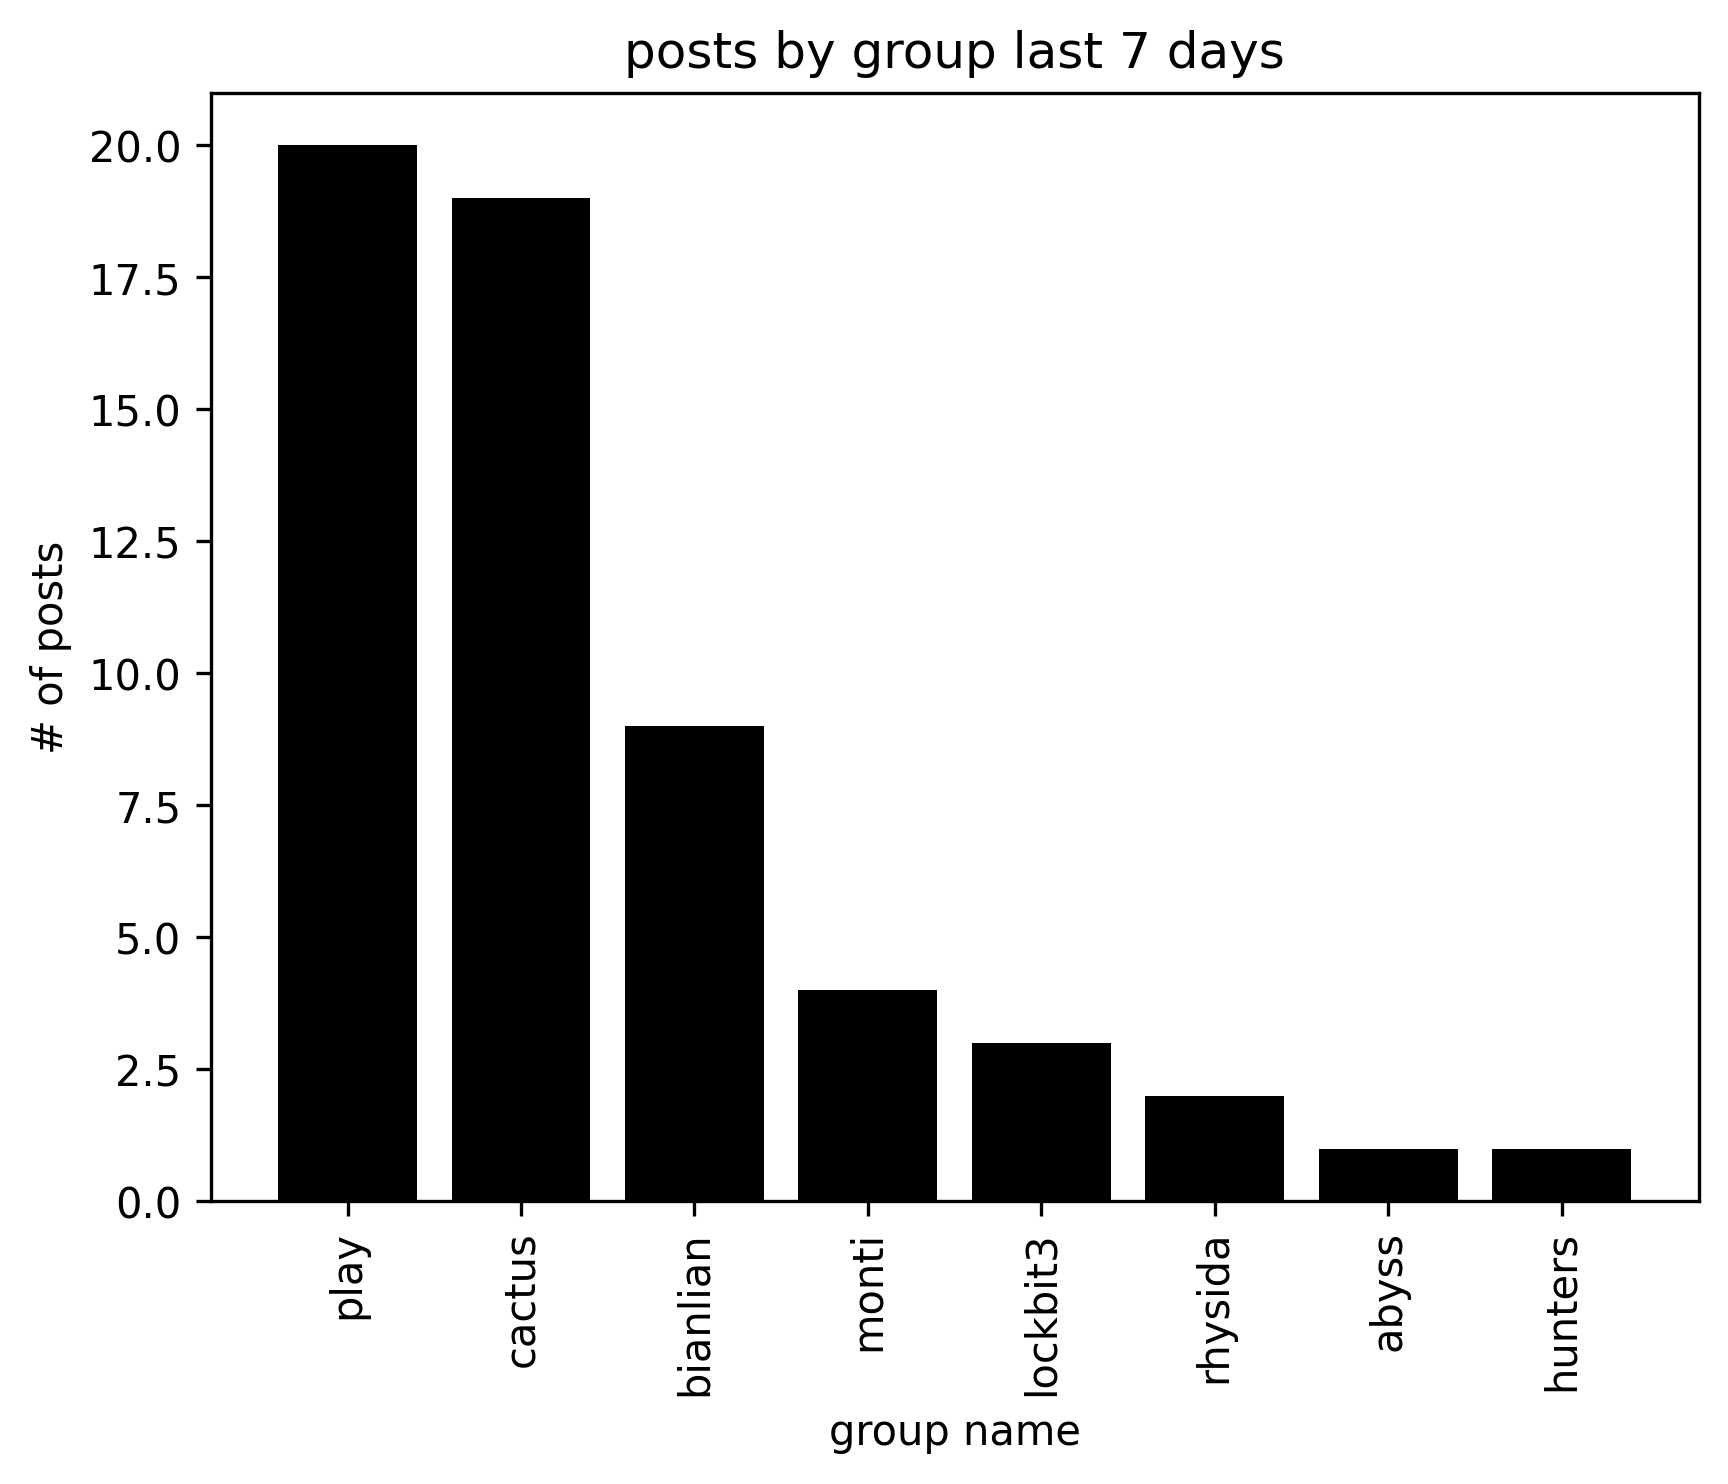 posts by group last 7 days
# of posts
20.0
17.5
15.0
12.5
10.0
7.5
5.0
2.5
0.0
play
cactus
bianlian
monti
lockbit3
rhysida
abyss
hunters
group name